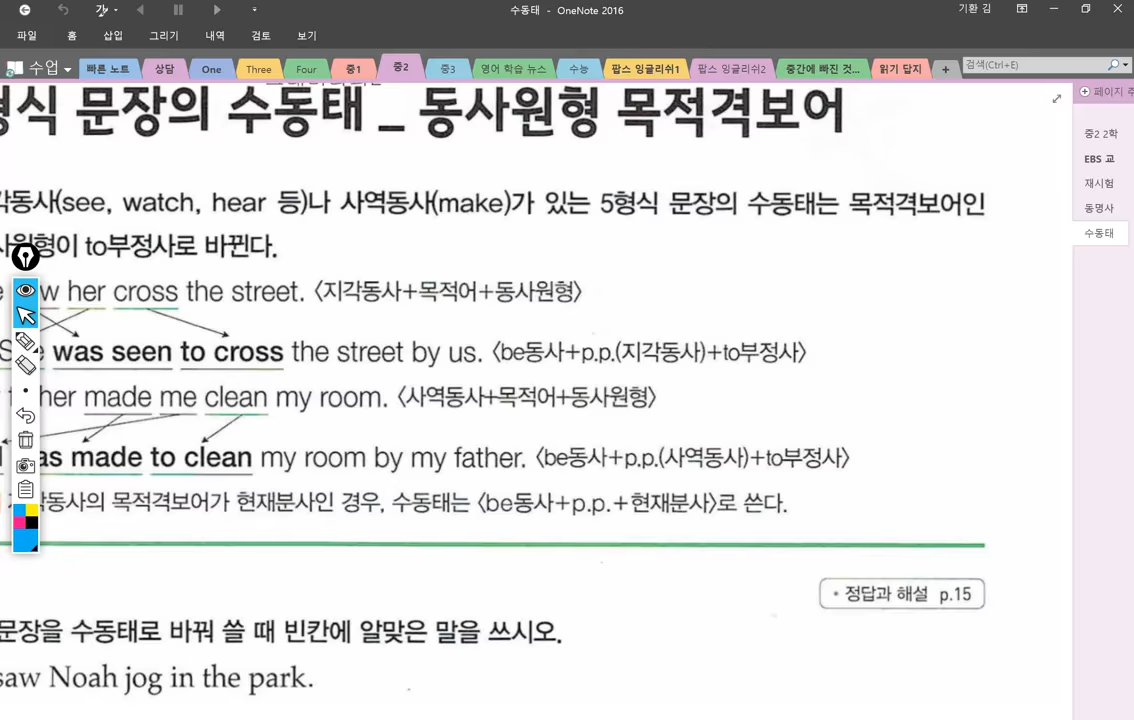 수동태 - OneNote 2016
기환 김
파일 홈 삽입 그리기 내역 검토 보기
수업 빠른 노트 상담 One Three Four 중1 중2 중3 영어 학습 뉴스 수능 팝스 잉글리쉬1 팝스 잉글리쉬2 중간에 빠진 것... 읽기 답지 + 검색(Ctrl+E)
페이지 추
중2 2학
EBS 교
재시험
동명사
수동태
형식 문장의 수동태 _ 동사원형 목적격보어
각동사(see, watch, hear 등)나 사역동사(make)가 있는 5형식 문장의 수동태는 목적격보어인
사원형이 to부정사로 바뀐다.
w her cross the street. 〈지각동사+목적어+동사원형〉
was seen to cross the street by us. 〈be동사+p.p.(지각동사)+to부정사〉
her made me clean my room. 〈사역동사+목적어+동사원형〉
as made to clean my room by my father. 〈be동사+p.p.(사역동사)+to부정사〉
지각동사의 목적격보어가 현재분사인 경우, 수동태는 〈be동사+p.p.+현재분사〉로 쓴다.
• 정답과 해설 p.15
문장을 수동태로 바꿔 쓸 때 빈칸에 알맞은 말을 쓰시오.
saw Noah jog in the park.